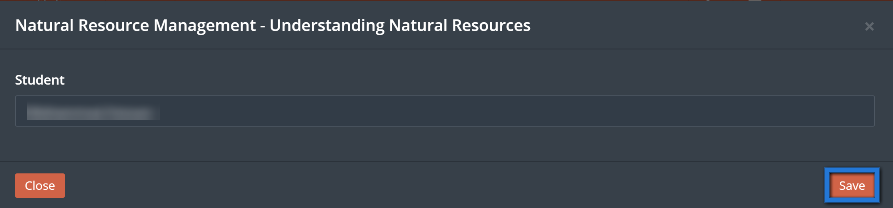 Natural Resource Management - Understanding Natural Resources
×
Student
Close
Save